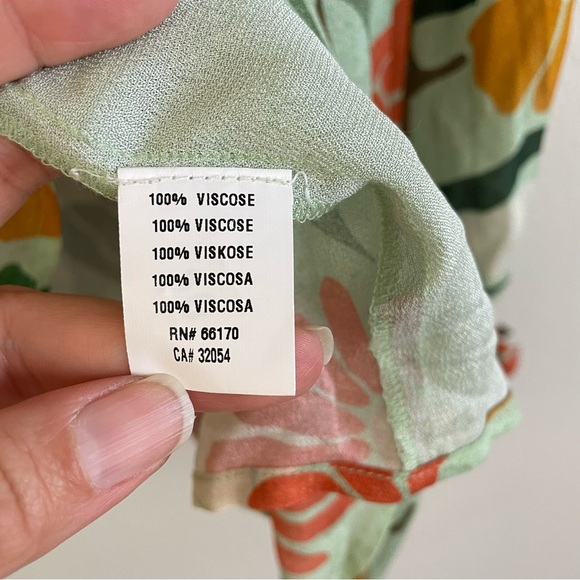 100% VISCOSE
100% VISCOSE
100% VISKOSE
100% VISCOSA
100% VISCOSA
RN# 66170
CA# 32054